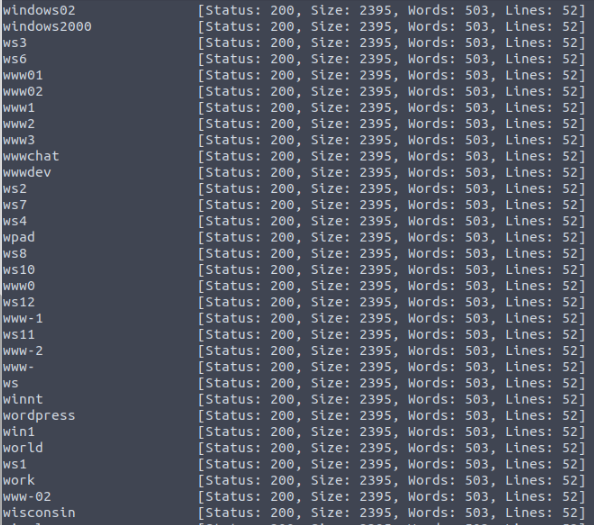 windows02 [Status: 200, Size: 2395, Words: 503, Lines: 52]
windows2000 [Status: 200, Size: 2395, Words: 503, Lines: 52]
ws3 [Status: 200, Size: 2395, Words: 503, Lines: 52]
ws6 [Status: 200, Size: 2395, Words: 503, Lines: 52]
www01 [Status: 200, Size: 2395, Words: 503, Lines: 52]
www02 [Status: 200, Size: 2395, Words: 503, Lines: 52]
www1 [Status: 200, Size: 2395, Words: 503, Lines: 52]
www2 [Status: 200, Size: 2395, Words: 503, Lines: 52]
www3 [Status: 200, Size: 2395, Words: 503, Lines: 52]
wwwchat [Status: 200, Size: 2395, Words: 503, Lines: 52]
wwwdev [Status: 200, Size: 2395, Words: 503, Lines: 52]
ws2 [Status: 200, Size: 2395, Words: 503, Lines: 52]
ws7 [Status: 200, Size: 2395, Words: 503, Lines: 52]
ws4 [Status: 200, Size: 2395, Words: 503, Lines: 52]
wpad [Status: 200, Size: 2395, Words: 503, Lines: 52]
ws8 [Status: 200, Size: 2395, Words: 503, Lines: 52]
ws10 [Status: 200, Size: 2395, Words: 503, Lines: 52]
www0 [Status: 200, Size: 2395, Words: 503, Lines: 52]
ws12 [Status: 200, Size: 2395, Words: 503, Lines: 52]
www-1 [Status: 200, Size: 2395, Words: 503, Lines: 52]
ws11 [Status: 200, Size: 2395, Words: 503, Lines: 52]
www-2 [Status: 200, Size: 2395, Words: 503, Lines: 52]
www- [Status: 200, Size: 2395, Words: 503, Lines: 52]
ws [Status: 200, Size: 2395, Words: 503, Lines: 52]
winnt [Status: 200, Size: 2395, Words: 503, Lines: 52]
wordpress [Status: 200, Size: 2395, Words: 503, Lines: 52]
win1 [Status: 200, Size: 2395, Words: 503, Lines: 52]
world [Status: 200, Size: 2395, Words: 503, Lines: 52]
ws1 [Status: 200, Size: 2395, Words: 503, Lines: 52]
work [Status: 200, Size: 2395, Words: 503, Lines: 52]
www-02 [Status: 200, Size: 2395, Words: 503, Lines: 52]
wisconsin [Status: 200, Size: 2395, Words: 503, Lines: 52]